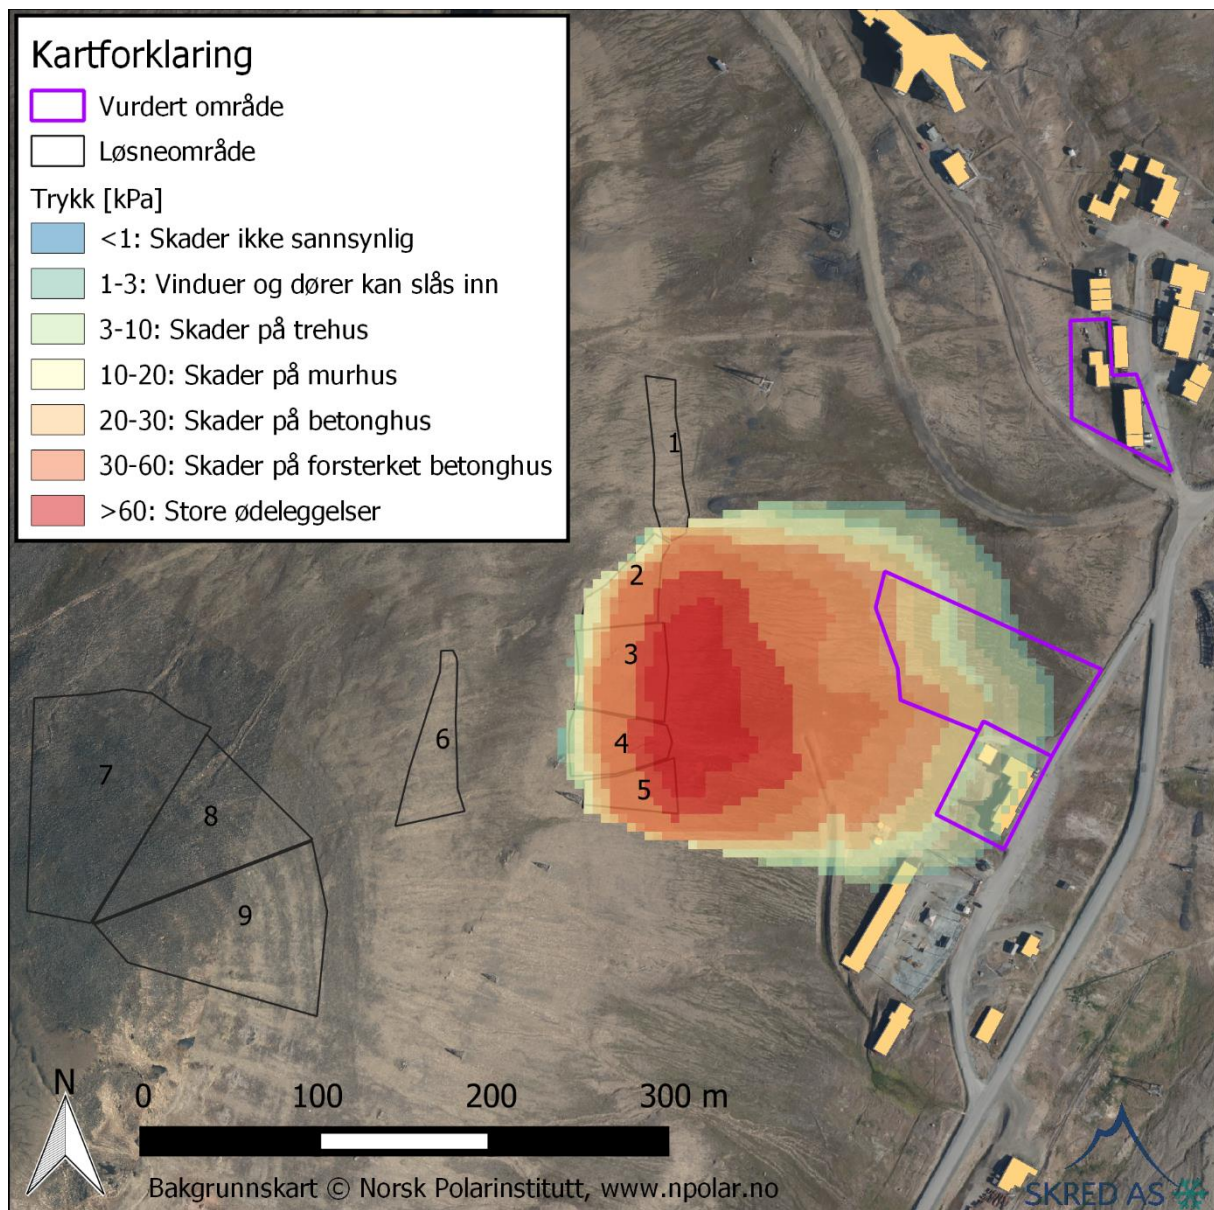 Kartforklaring
Vurdert område
Løsneområde
Trykk [kPa]
<1: Skader ikke sannsynlig
1-3: Vinduer og dører kan slås inn
3-10: Skader på trehus
10-20: Skader på murhus
20-30: Skader på betonghus
30-60: Skader på forsterket betonghus
>60: Store ødeleggelser
1
2
3
4
5
6
7
8
9
N
0 100 200 300 m
Bakgrunnskart © Norsk Polarinstitutt, www.npolar.no
SKRED AS